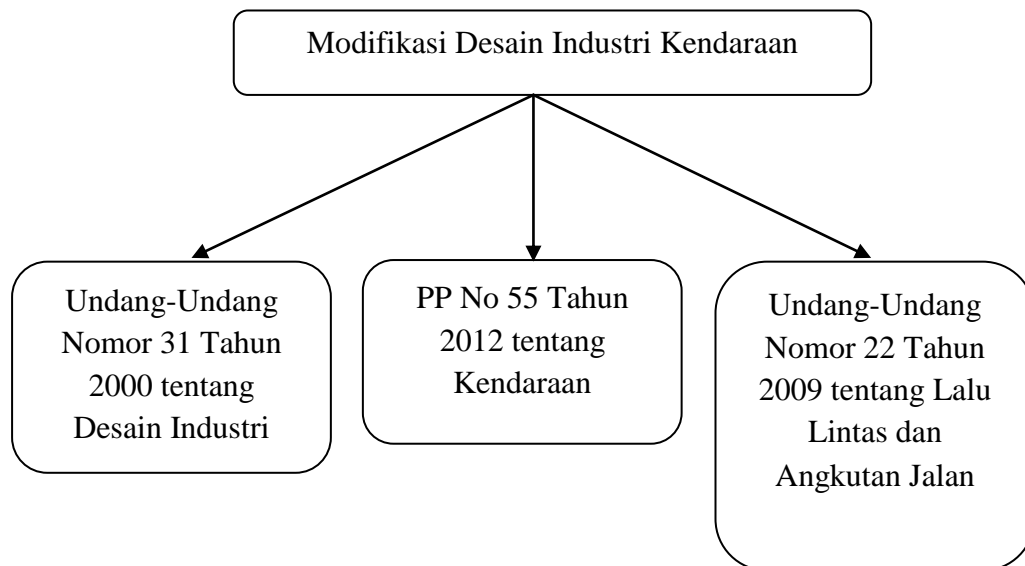 Modifikasi Desain Industri Kendaraan
Undang-Undang
Nomor 31 Tahun
2000 tentang
Desain Industri
PP No 55 Tahun
2012 tentang
Kendaraan
Undang-Undang
Nomor 22 Tahun
2009 tentang Lalu
Lintas dan
Angkutan Jalan